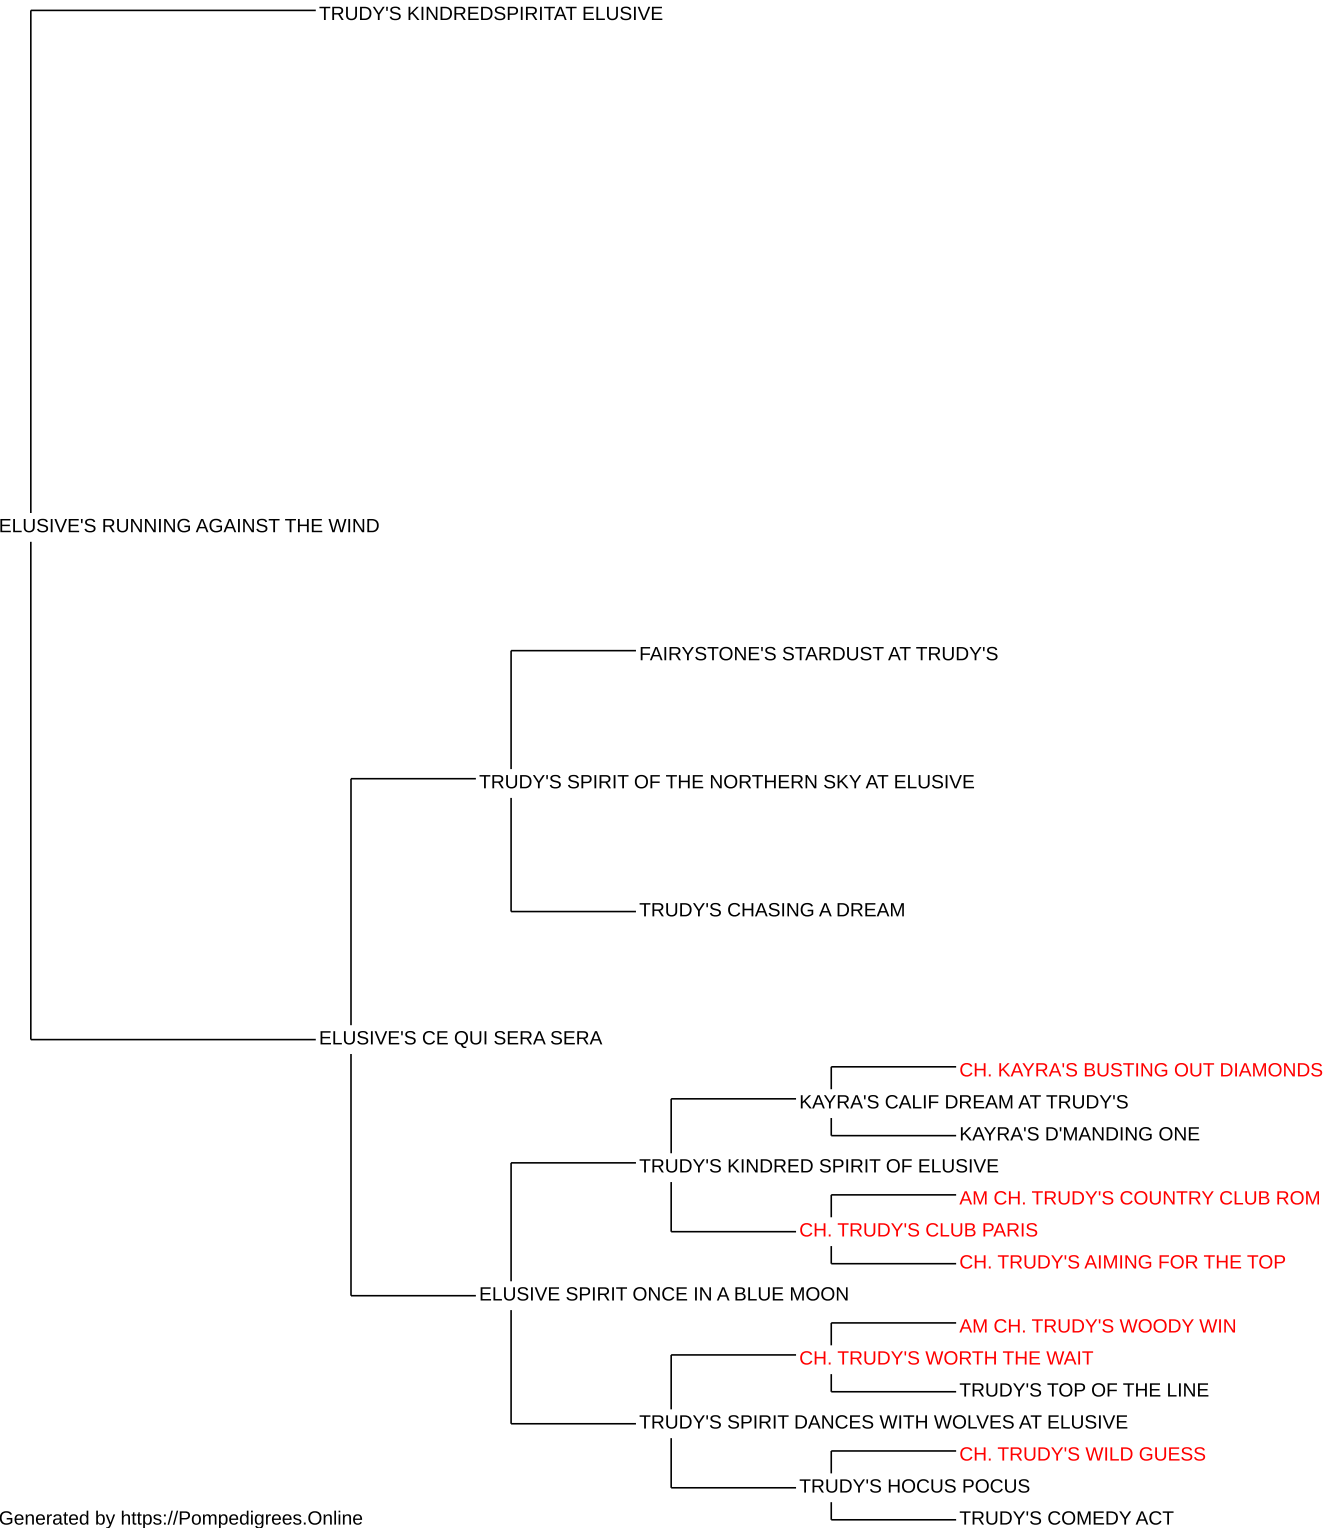 TRUDY'S KINDREDSPIRITAT ELUSIVE
ELUSIVE'S RUNNING AGAINST THE WIND
FAIRYSTONE'S STARDUST AT TRUDY'S
TRUDY'S SPIRIT OF THE NORTHERN SKY AT ELUSIVE
TRUDY'S CHASING A DREAM
ELUSIVE'S CE QUI SERA SERA
CH. KAYRA'S BUSTING OUT DIAMONDS
KAYRA'S CALIF DREAM AT TRUDY'S
KAYRA'S D'MANDING ONE
TRUDY'S KINDRED SPIRIT OF ELUSIVE
AM CH. TRUDY'S COUNTRY CLUB ROM
CH. TRUDY'S CLUB PARIS
CH. TRUDY'S AIMING FOR THE TOP
ELUSIVE SPIRIT ONCE IN A BLUE MOON
AM CH. TRUDY'S WOODY WIN
CH. TRUDY'S WORTH THE WAIT
TRUDY'S TOP OF THE LINE
TRUDY'S SPIRIT DANCES WITH WOLVES AT ELUSIVE
CH. TRUDY'S WILD GUESS
TRUDY'S HOCUS POCUS
TRUDY'S COMEDY ACT
Generated by https://Pompedigrees.Online